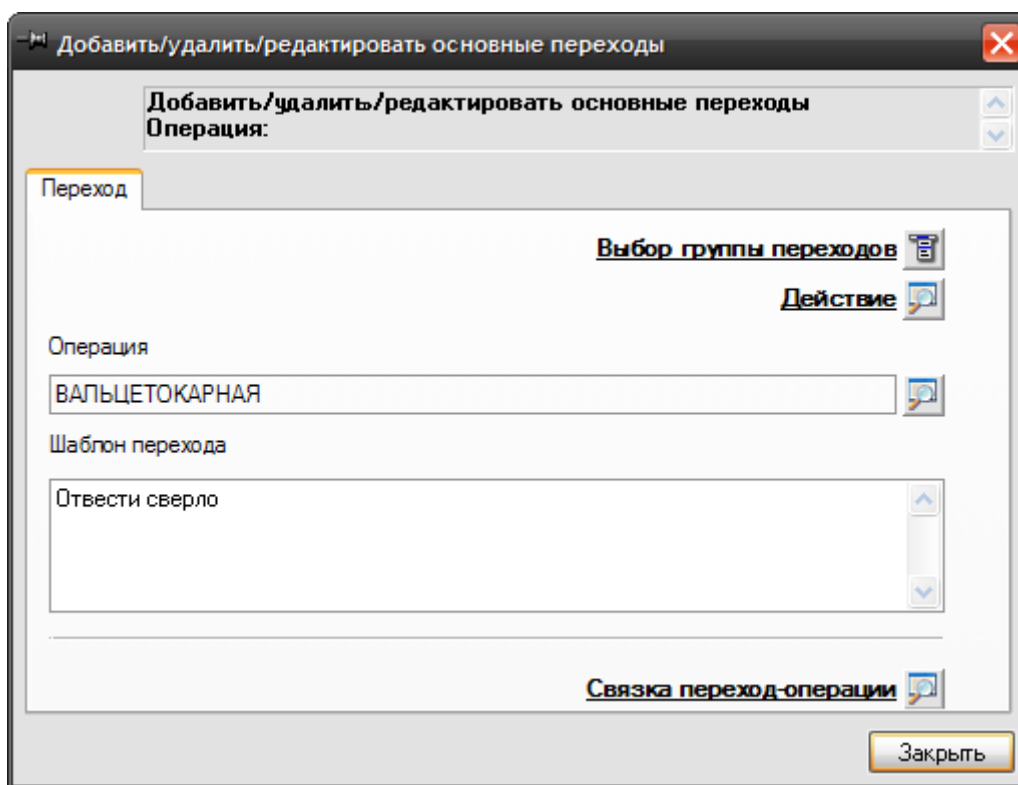 Добавить/удалить/редактировать основные переходы
Добавить/удалить/редактировать основные переходы
Операция:
Переход
Выбор группы переходов
Действие
Операция
ВАЛЬЦЕТОКАРНАЯ
Шаблон перехода
Отвести сверло
Связка переход-операции
Закрыть